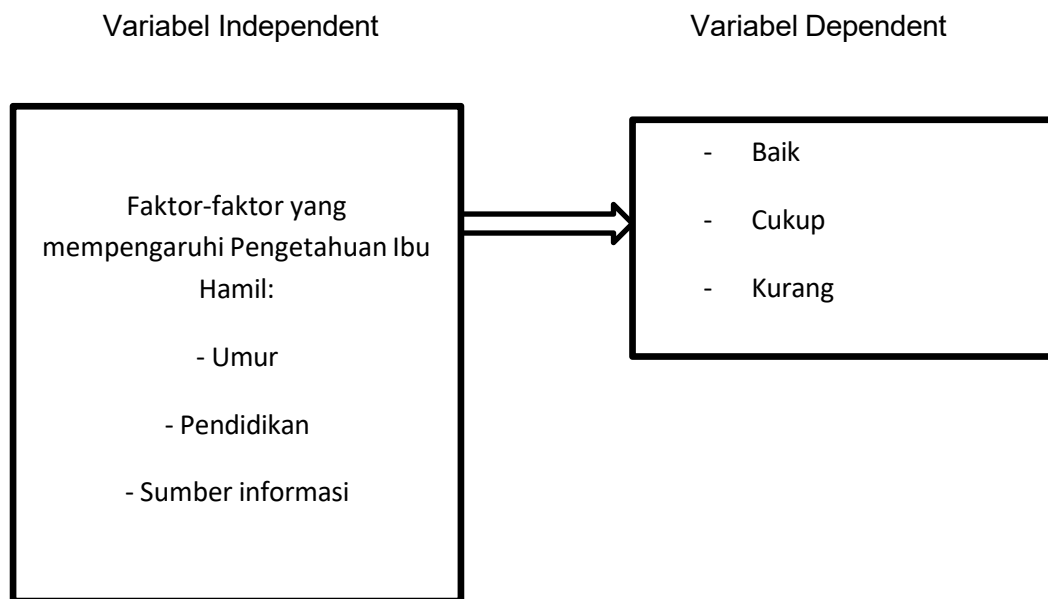 Variabel Independent
Variabel Dependent
Faktor-faktor yang
mempengaruhi Pengetahuan Ibu
Hamil:
- Umur
- Pendidikan
- Sumber informasi
- Baik
- Cukup
- Kurang